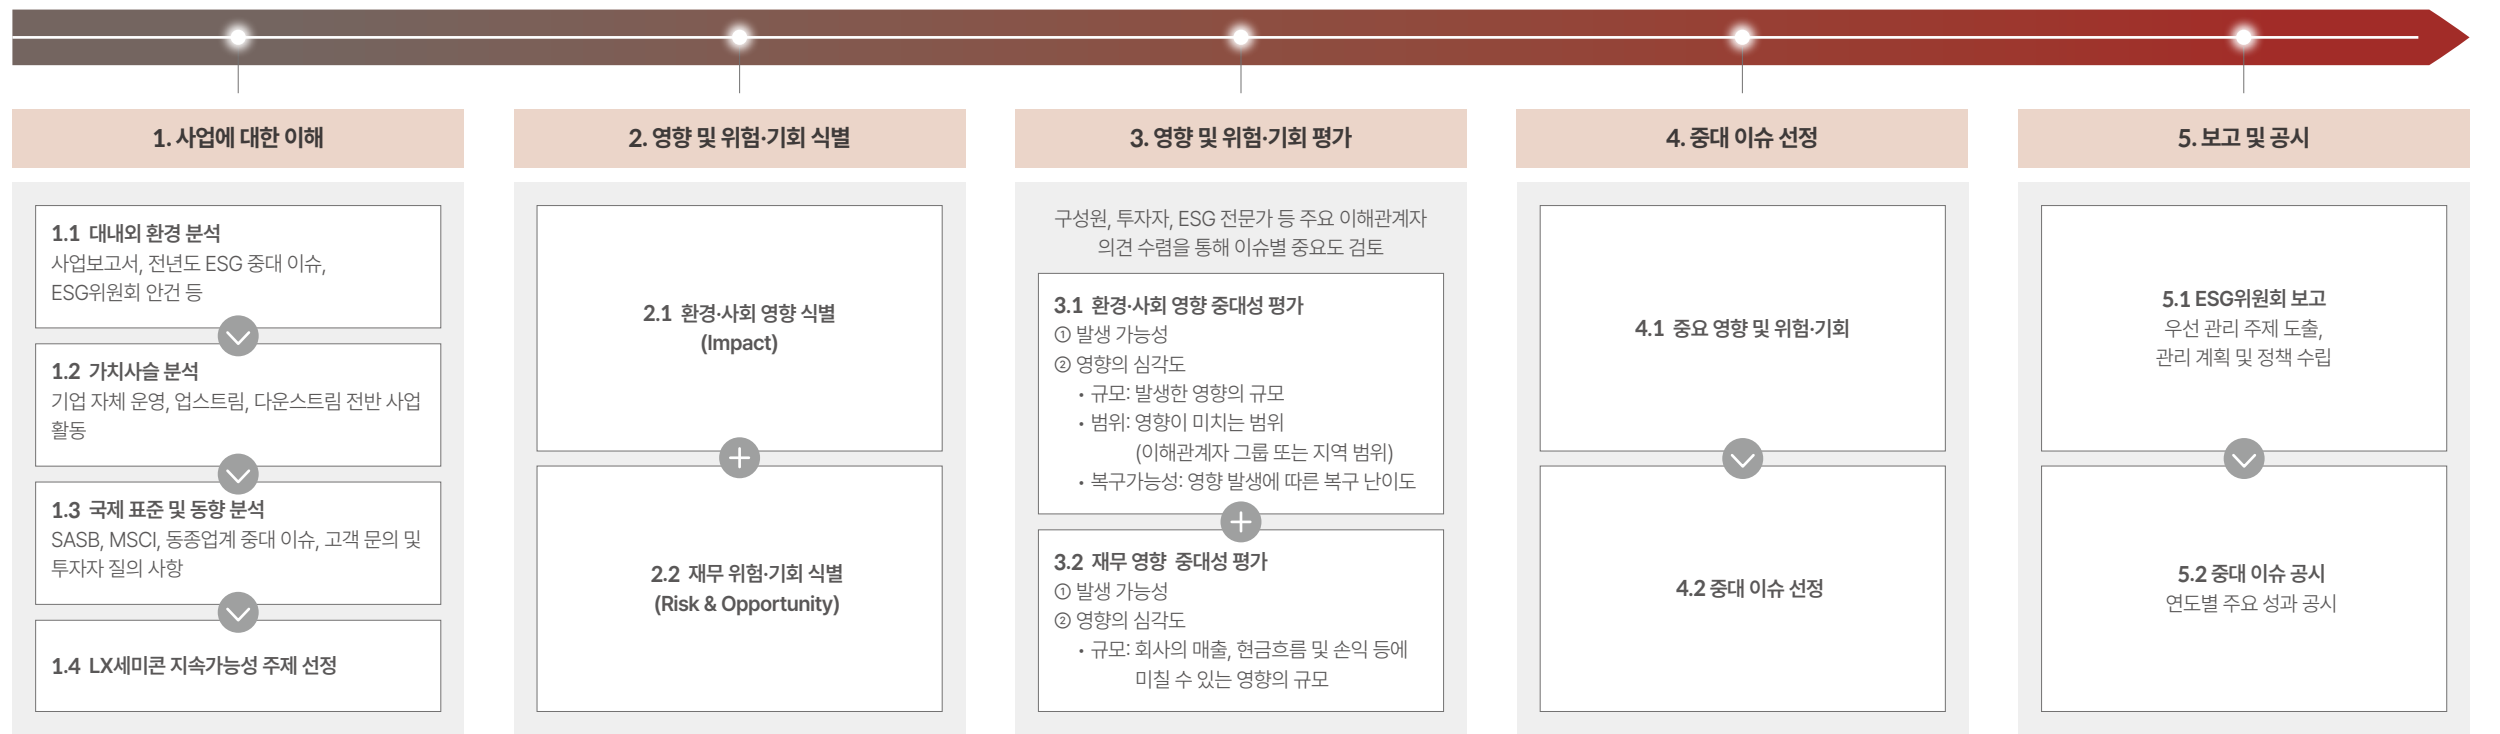 1. 사업에 대한 이해
1.1 대내외 환경 분석
사업보고서, 전년도 ESG 중대 이슈,
ESG위원회 안건 등
1.2 가치사슬 분석
기업 자체 운영, 업스트림, 다운스트림 전반 사업
활동
1.3 국제 표준 및 동향 분석
SASB, MSCI, 동종업계 중대 이슈, 고객 문의 및
투자자 질의 사항
1.4 LX세미콘 지속가능성 주제 선정
2. 영향 및 위험·기회 식별
2.1 환경·사회 영향 식별
(Impact)
2.2 재무 위험·기회 식별
(Risk & Opportunity)
3. 영향 및 위험·기회 평가
구성원, 투자자, ESG 전문가 등 주요 이해관계자
의견 수렴을 통해 이슈별 중요도 검토
3.1 환경·사회 영향 중대성 평가
① 발생 가능성
② 영향의 심각도
• 규모: 발생한 영향의 규모
• 범위: 영향이 미치는 범위
(이해관계자 그룹 또는 지역 범위)
• 복구가능성: 영향 발생에 따른 복구 난이도
3.2 재무 영향 중대성 평가
① 발생 가능성
② 영향의 심각도
• 규모: 회사의 매출, 현금흐름 및 손익 등에
미칠 수 있는 영향의 규모
4. 중대 이슈 선정
4.1 중요 영향 및 위험·기회
4.2 중대 이슈 선정
5. 보고 및 공시
5.1 ESG위원회 보고
우선 관리 주제 도출,
관리 계획 및 정책 수립
5.2 중대 이슈 공시
연도별 주요 성과 공시